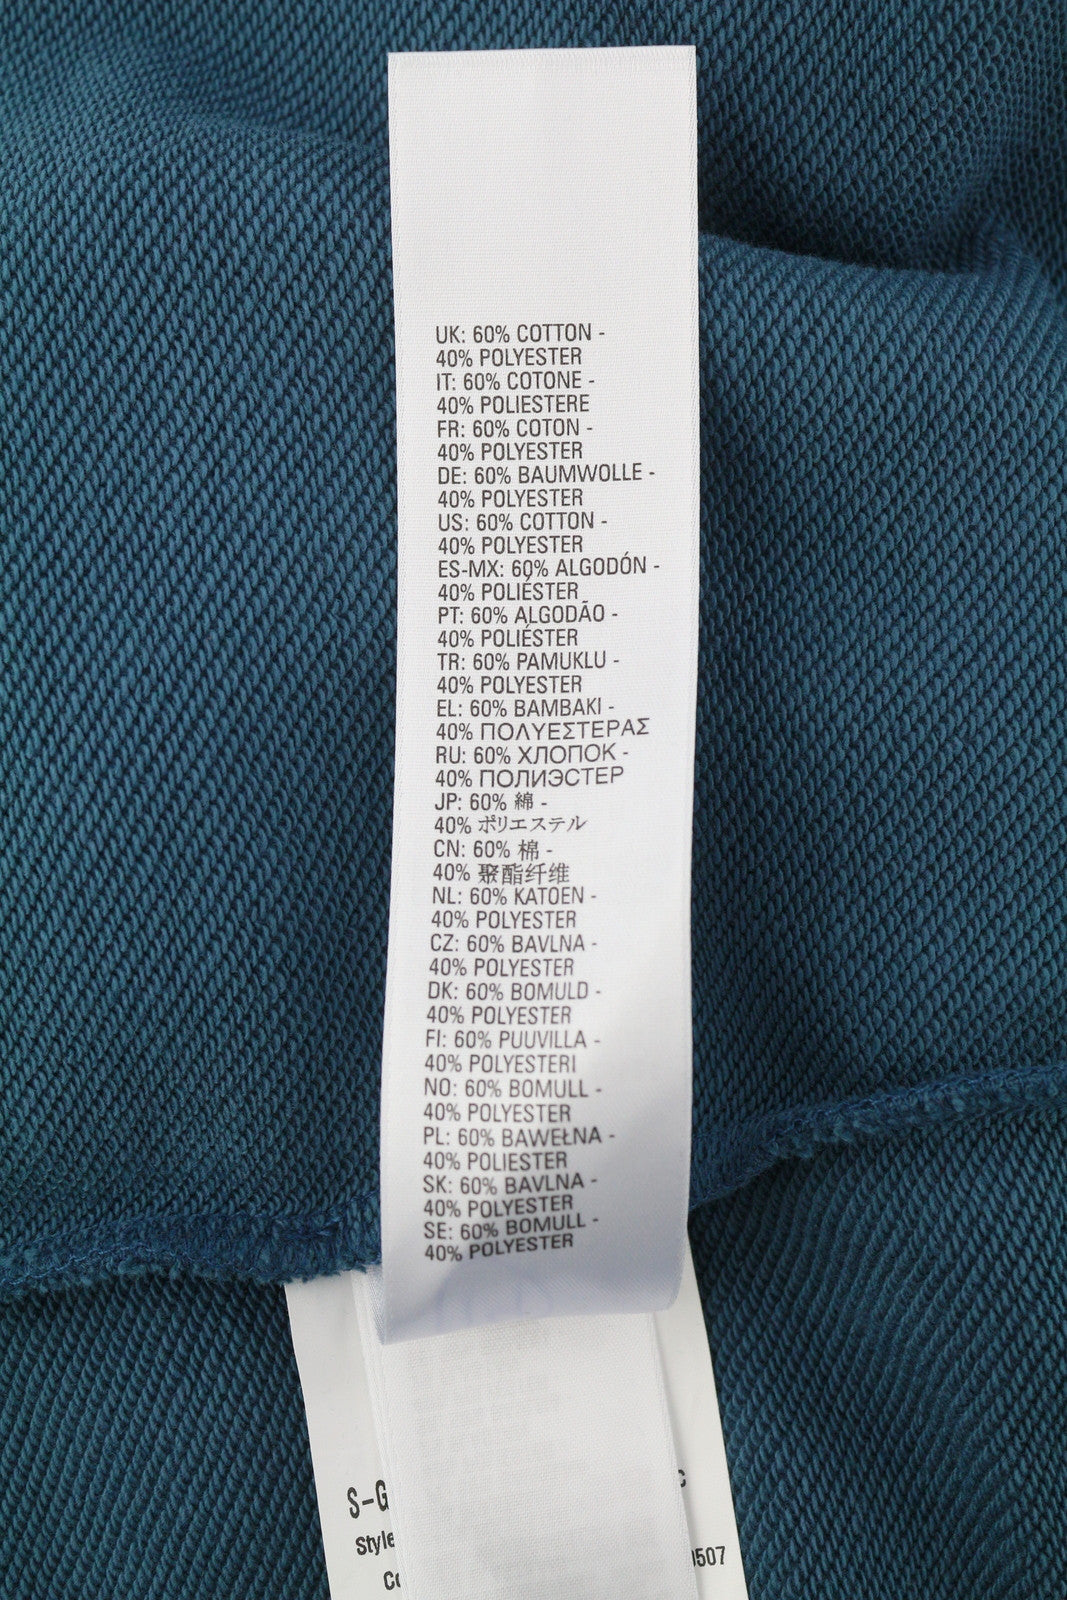 UK: 60% COTTON -
40% POLYESTER
IT: 60% COTONE -
40% POLIESTERE
FR: 60% COTON -
40% POLYESTER
DE: 60% BAUMWOLLE -
40% POLYESTER
US: 60% COTTON -
40% POLYESTER
ES-MX: 60% ALGODÓN -
40% POLIÉSTER
PT: 60% ALGODÃO -
40% POLIÉSTER
TR: 60% PAMUKLU -
40% POLYESTER
EL: 60% BAMBAKI -
40% ΠΟΛΥΕΣΤΕΡΑΣ
RU: 60% ХЛОПОК -
40% ПОЛИЭСТЕР
JP: 60% 綿 -
40% ポリエステル
CN: 60% 棉 -
40% 聚酯纤维
NL: 60% KATOEN -
40% POLYESTER
CZ: 60% BAVLNA -
40% POLYESTER
DK: 60% BOMULD -
40% POLYESTER
FI: 60% PUUVILLA -
40% POLYESTERI
NO: 60% BOMULL -
40% POLYESTER
PL: 60% BAWEŁNA -
40% POLIESTER
SK: 60% BAVLNA -
40% POLYESTER
SE: 60% BOMULL -
40% POLYESTER
S-G
Style
507